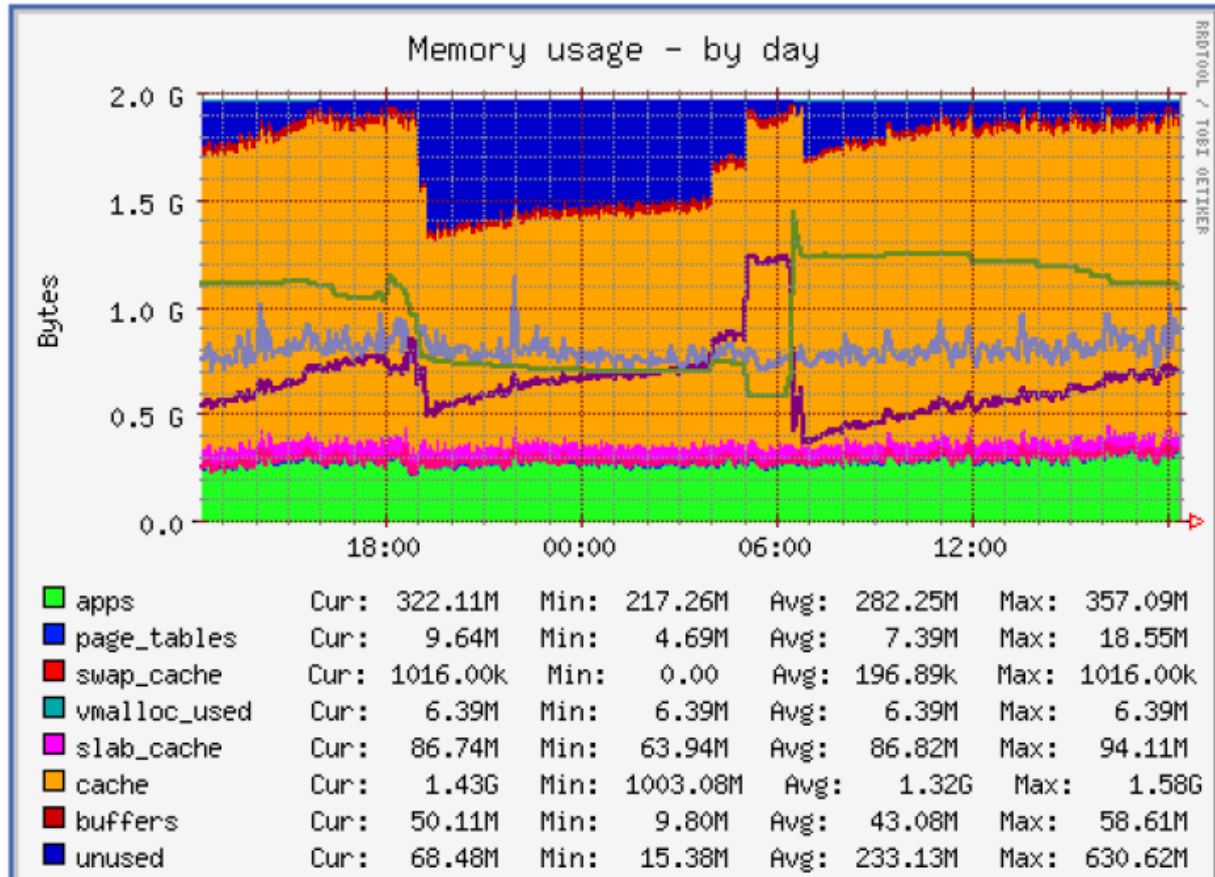 Memory usage - by day
RRDTOOL / TOBI OETIKER
Bytes
2.0 G
1.5 G
1.0 G
0.5 G
0.0
18:00 00:00 06:00 12:00
apps Cur: 322.11M Min: 217.26M Avg: 282.25M Max: 357.09M
page_tables Cur: 9.64M Min: 4.69M Avg: 7.39M Max: 18.55M
swap_cache Cur: 1016.00k Min: 0.00 Avg: 196.89k Max: 1016.00k
vmalloc_used Cur: 6.39M Min: 6.39M Avg: 6.39M Max: 6.39M
slab_cache Cur: 86.74M Min: 63.94M Avg: 86.82M Max: 94.11M
cache Cur: 1.43G Min: 1003.08M Avg: 1.32G Max: 1.58G
buffers Cur: 50.11M Min: 9.80M Avg: 43.08M Max: 58.61M
unused Cur: 68.48M Min: 15.38M Avg: 233.13M Max: 630.62M